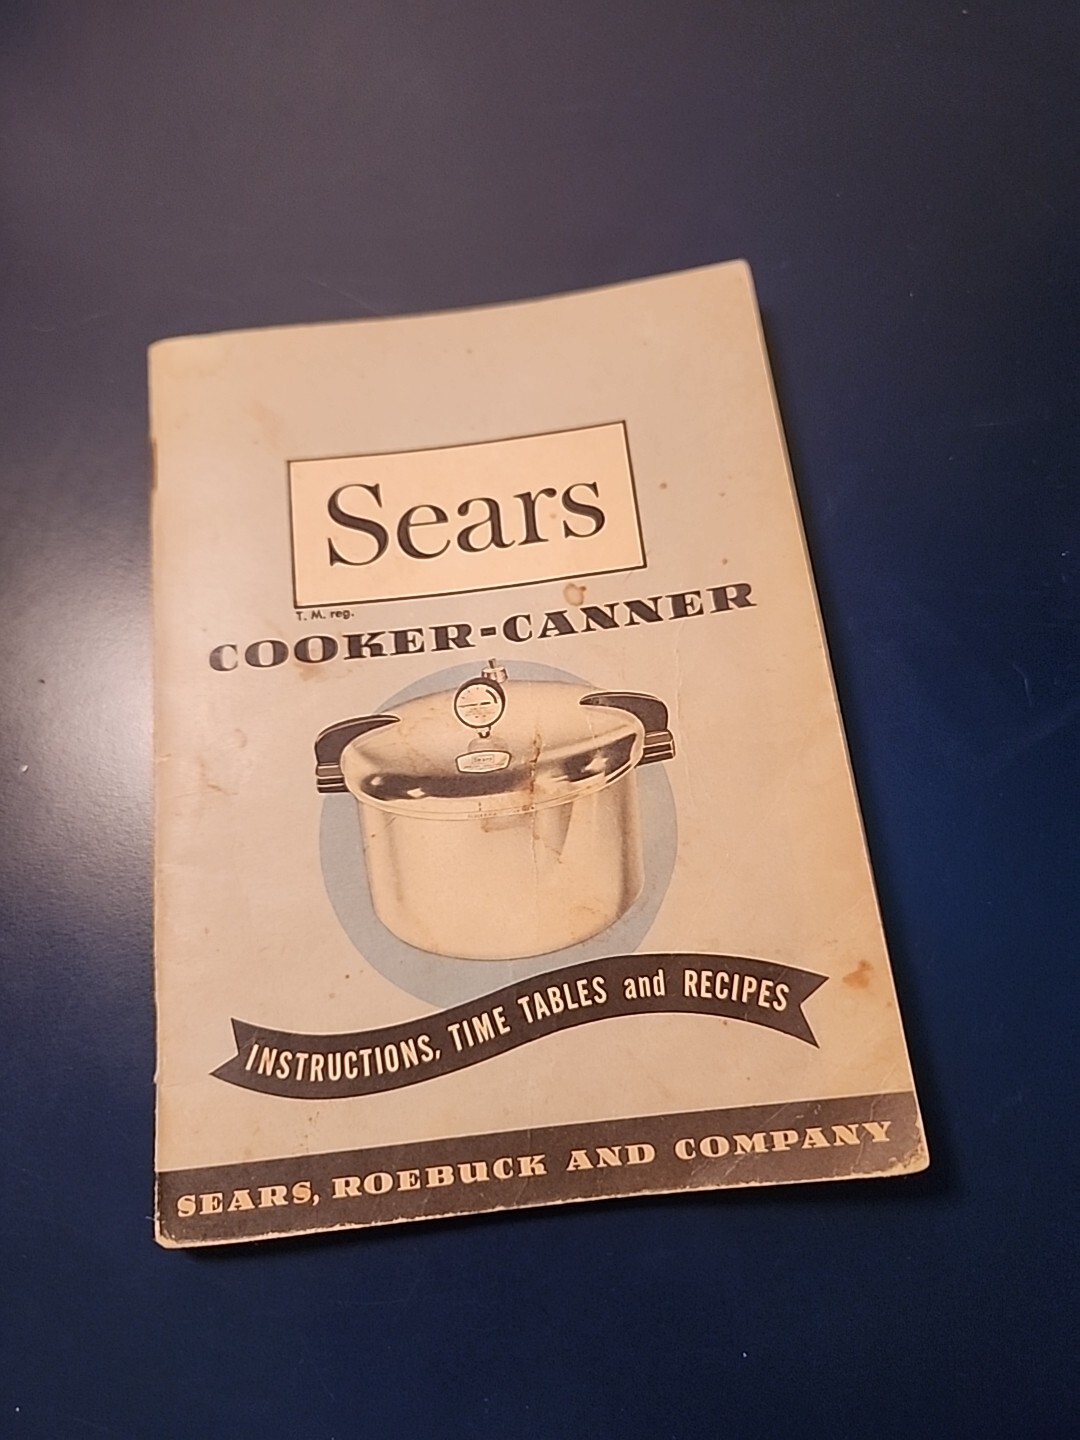 Sears
T. M. reg.
COOKER-CANNER
INSTRUCTIONS, TIME TABLES and RECIPES
SEARS, ROEBUCK AND COMPANY